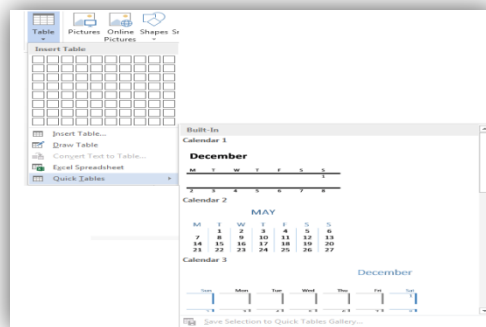 Table Pictures Online Pictures Shapes
Insert Table
Insert Table...
Draw Table
Convert Text to Table...
Excel Spreadsheet
Quick Tables
Built-In
Calendar 1
December
M T W T F S S
1
2 3 4 5 6 7 8
Calendar 2
MAY
M T W T F S S
1 2 3 4 5 6
7 8 9 10 11 12 13
14 15 16 17 18 19 20
21 22 23 24 25 26 27
Calendar 3
December
Sun Mon Tue Wed Thu Fri Sat
1
Save Selection to Quick Tables Gallery...